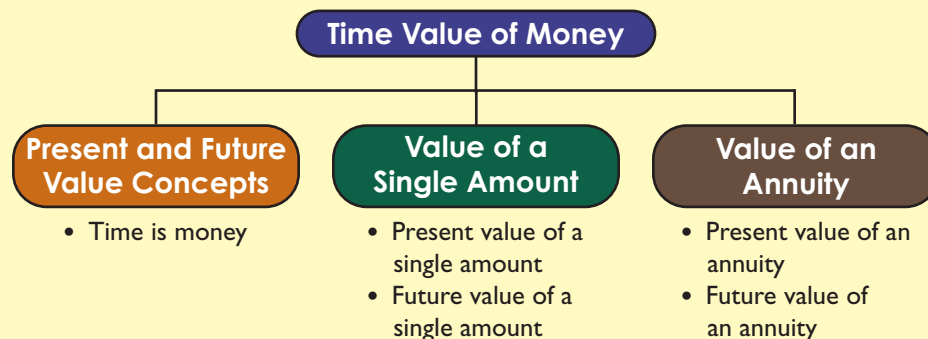 Time Value of Money
Present and Future
Value Concepts
• Time is money
Value of a
Single Amount
• Present value of a
single amount
• Future value of a
single amount
Value of an
Annuity
• Present value of an
annuity
• Future value of
an annuity